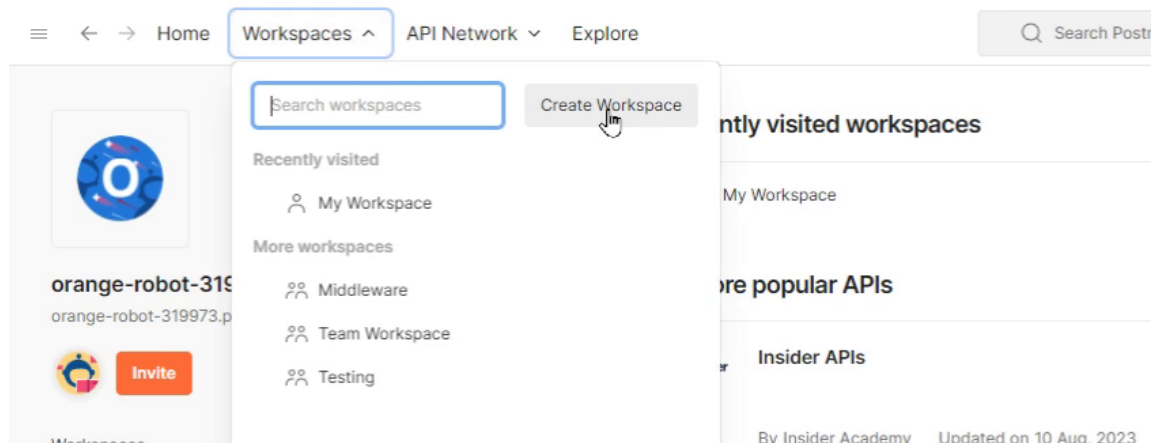 Home Workspaces API Network Explore Search Postr
Search workspaces Create Workspace
Recently visited
My Workspace
More workspaces
Middleware
Team Workspace
Testing
O
orange-robot-319
orange-robot-319973.p
Invite
Workspaces
ntly visited workspaces
My Workspace
ore popular APIs
Insider APIs
By Insider Academy Updated on 10 Aug, 2023